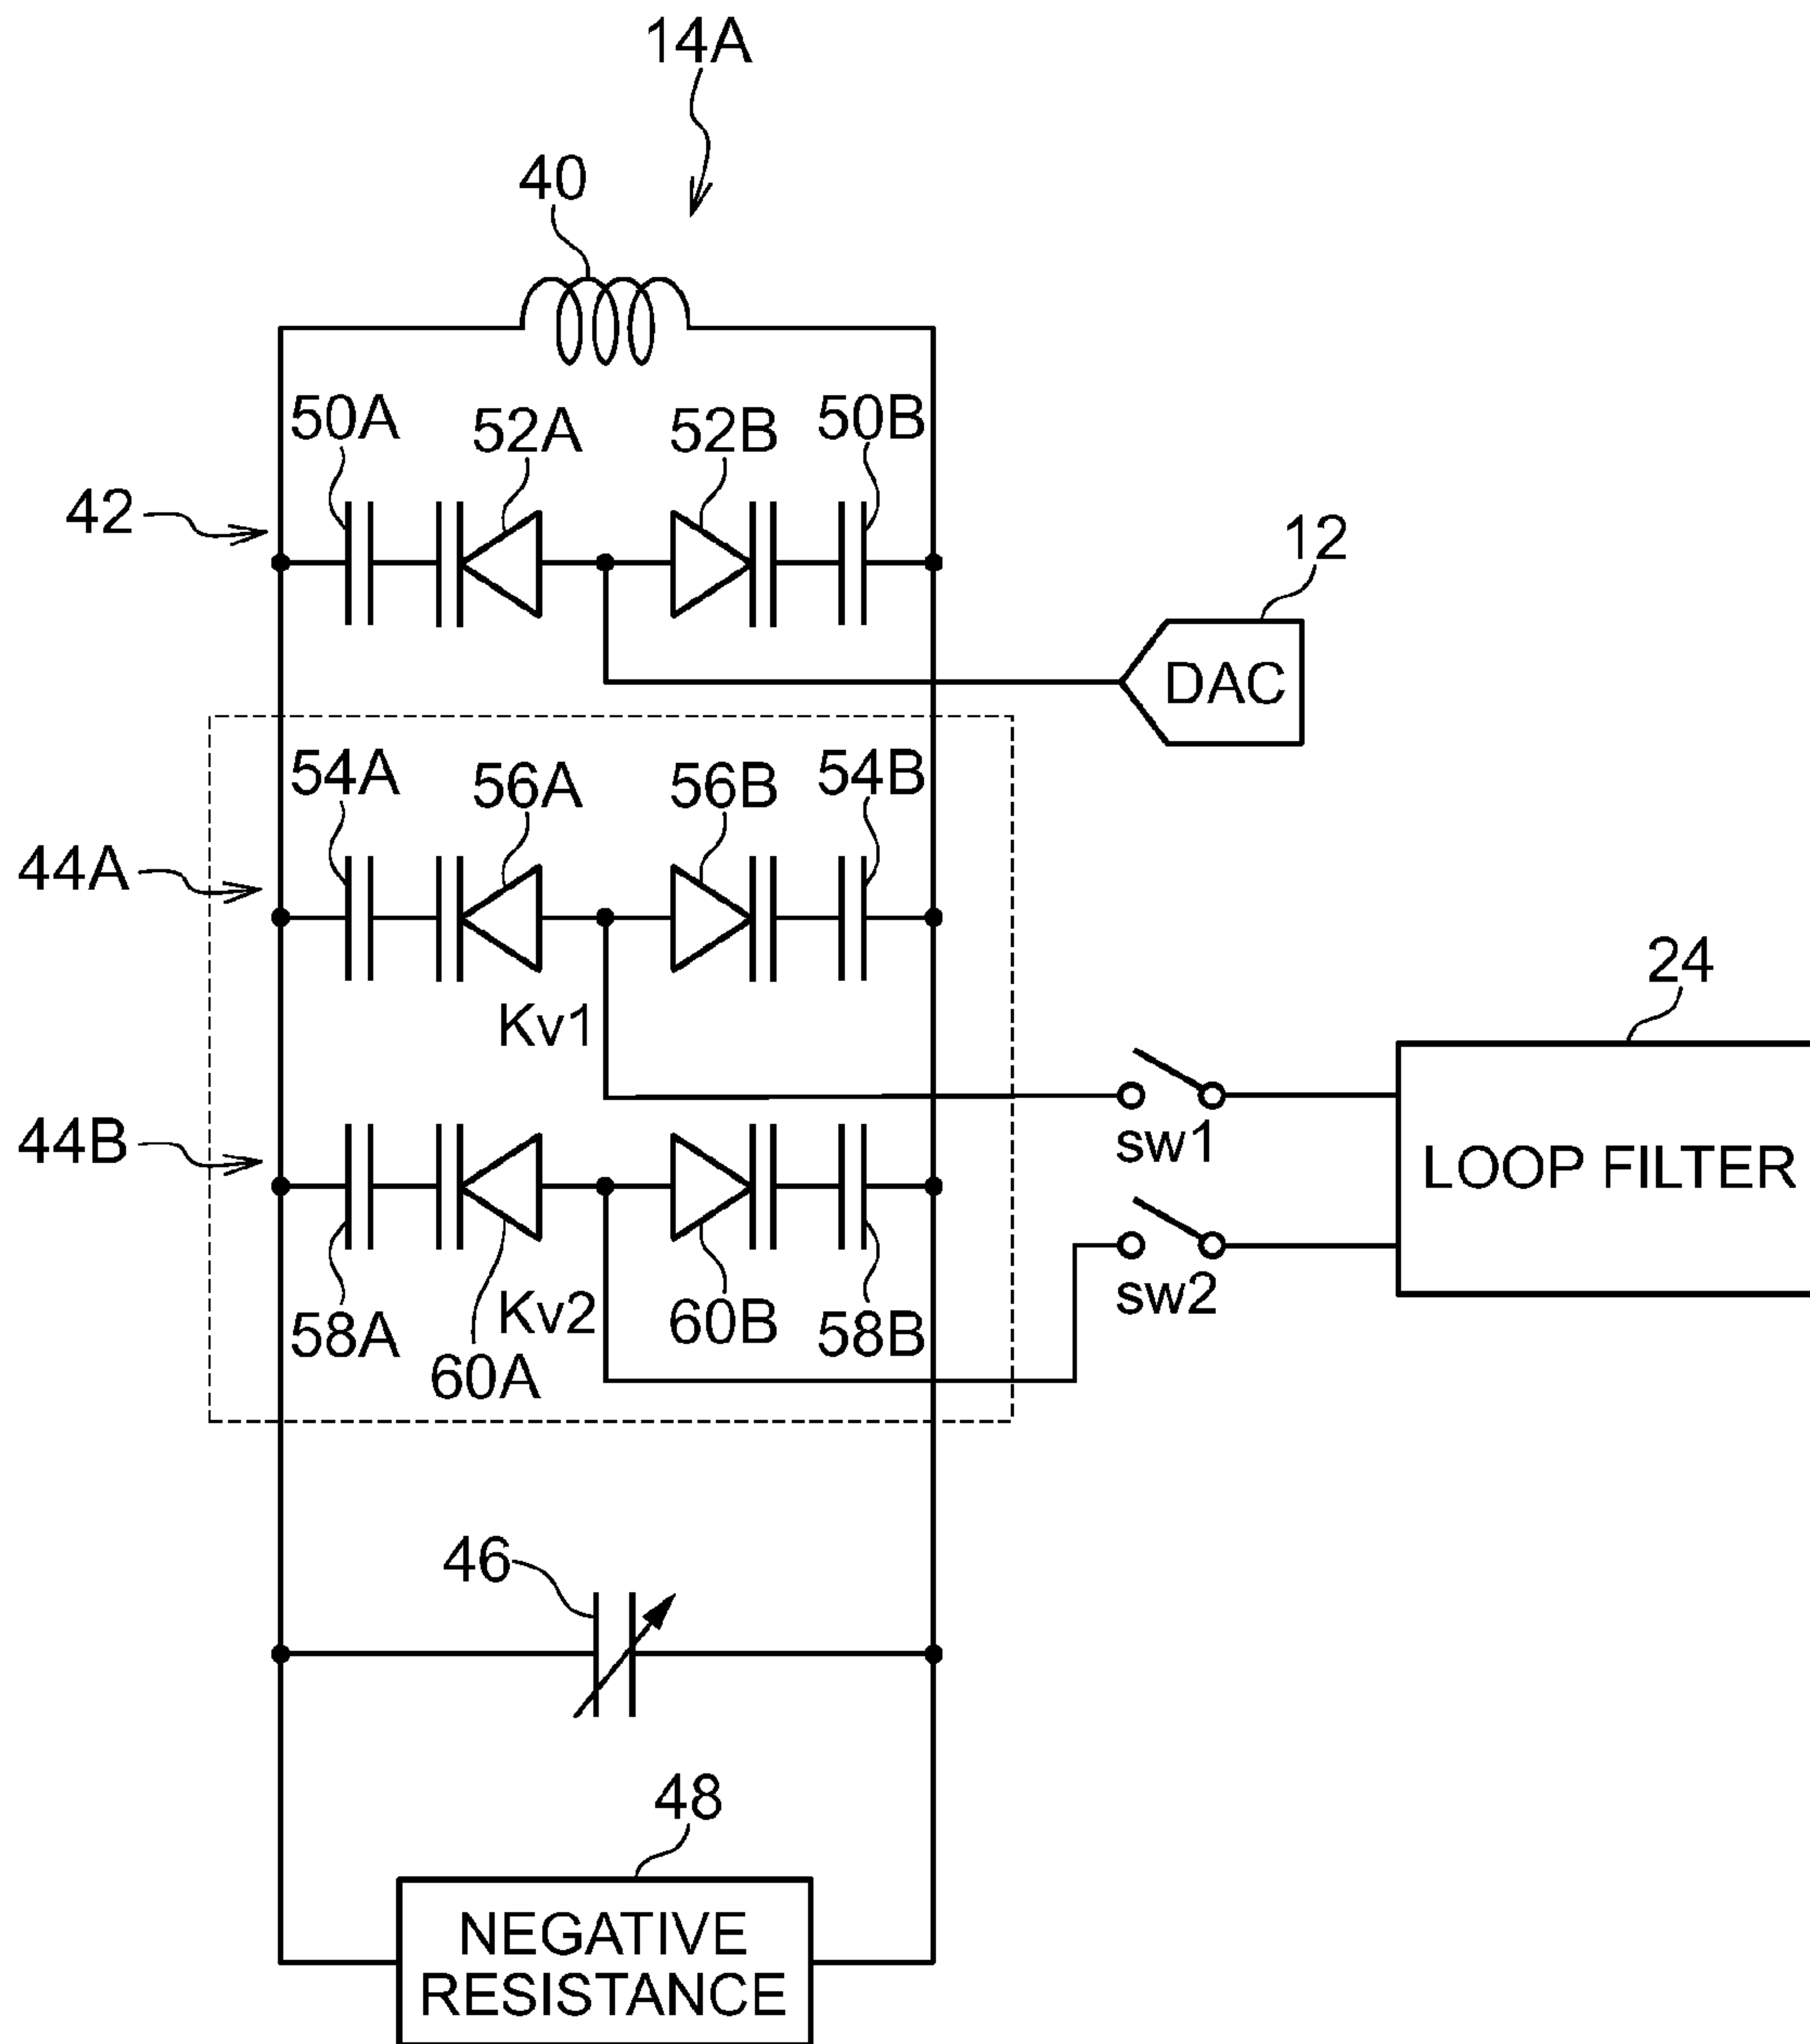 14A
40
50A
52A
52B
50B
42
12
DAC
54A
56A
56B
54B
44A
24
Kv1
44B
sw1
LOOP FILTER
sw2
58A
Kv2
60A
60B
58B
46
48
NEGATIVE
RESISTANCE